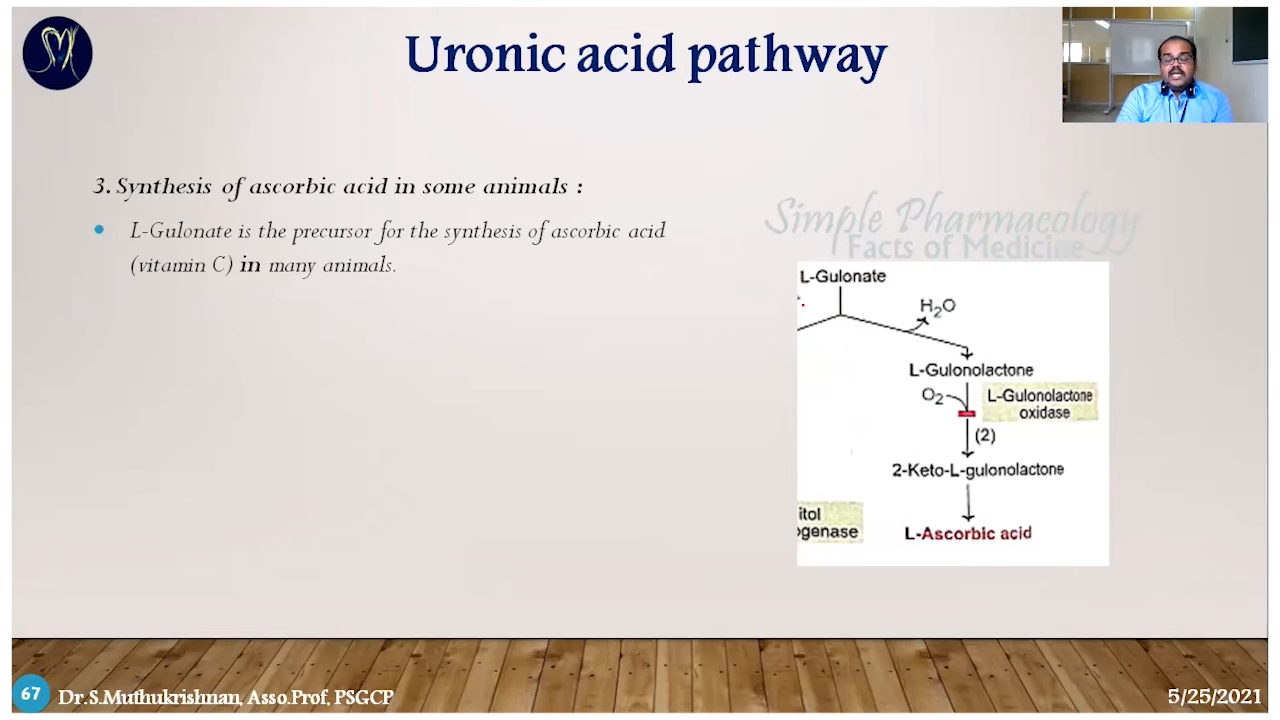 Uronic acid pathway
3. Synthesis of ascorbic acid in some animals :
L-Gulonate is the precursor for the synthesis of ascorbic acid
(vitamin C) in many animals.
Simple Pharmacology
Facts of Medicine
L-Gulonate
H2O
L-Gulonolactone
O2
L-Gulonolactone
oxidase
(2)
2-Keto-L-gulonolactone
itol
ogenase
L-Ascorbic acid
67 Dr.S.Muthukrishnan, Asso.Prof, PSGCP
5/25/2021